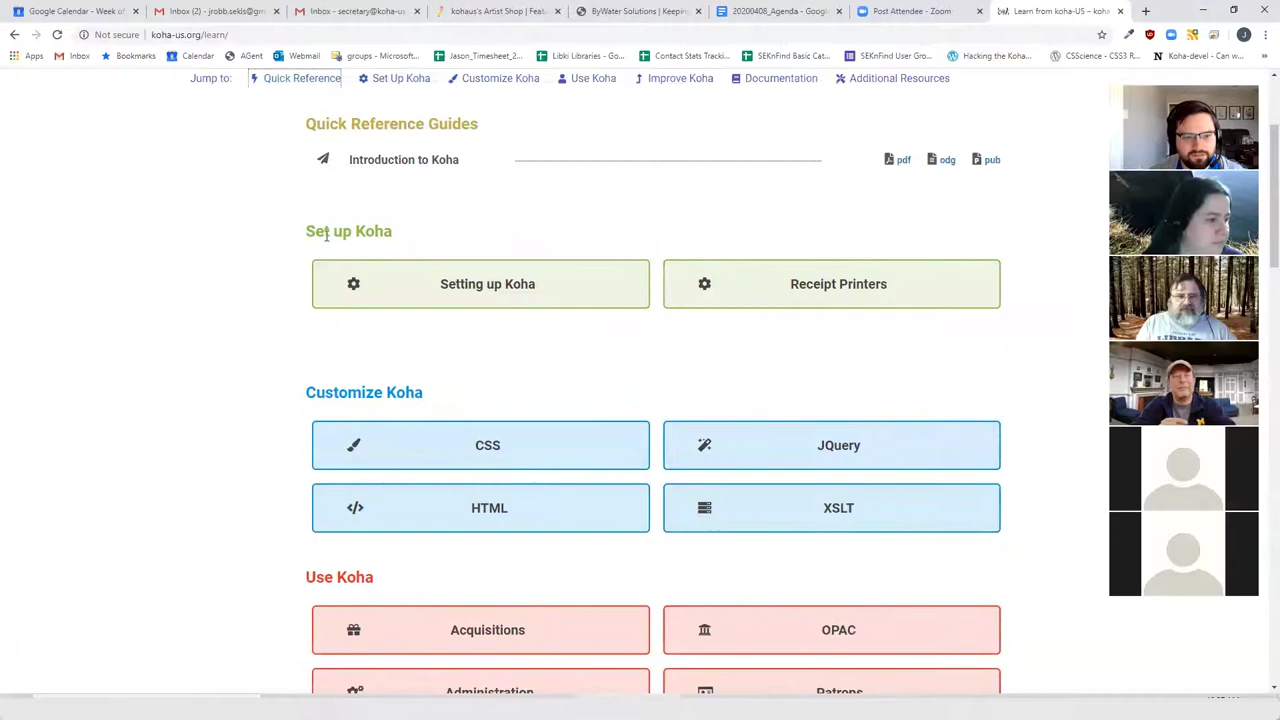 Google Calendar - Week of
Inbox (2) - jrobb.sekls@gm
Inbox - secretary@koha-us
kohaus's Artist Shop | Feat
ByWater Solutions | Keeping
20200408_Agenda - Google
Post Attendee - Zoom
Learn from koha-US – koha
Not secure | koha-us.org/learn/
Apps Inbox Bookmarks Calendar AGent Webmail groups - Microsoft... Jason_Timesheet_2... Libki Libraries - Go... Contact Stats Tracki... SEKnFind Basic Cat... SEKnFind User Gro... Hacking the Koha... CSScience - CSS3 R... Koha-devel - Can w...
Jump to: Quick Reference Set Up Koha Customize Koha Use Koha Improve Koha Documentation Additional Resources
Quick Reference Guides
Introduction to Koha pdf odg pub
Set up Koha
Setting up Koha Receipt Printers
Customize Koha
CSS JQuery
HTML XSLT
Use Koha
Acquisitions OPAC
Administration Patrons